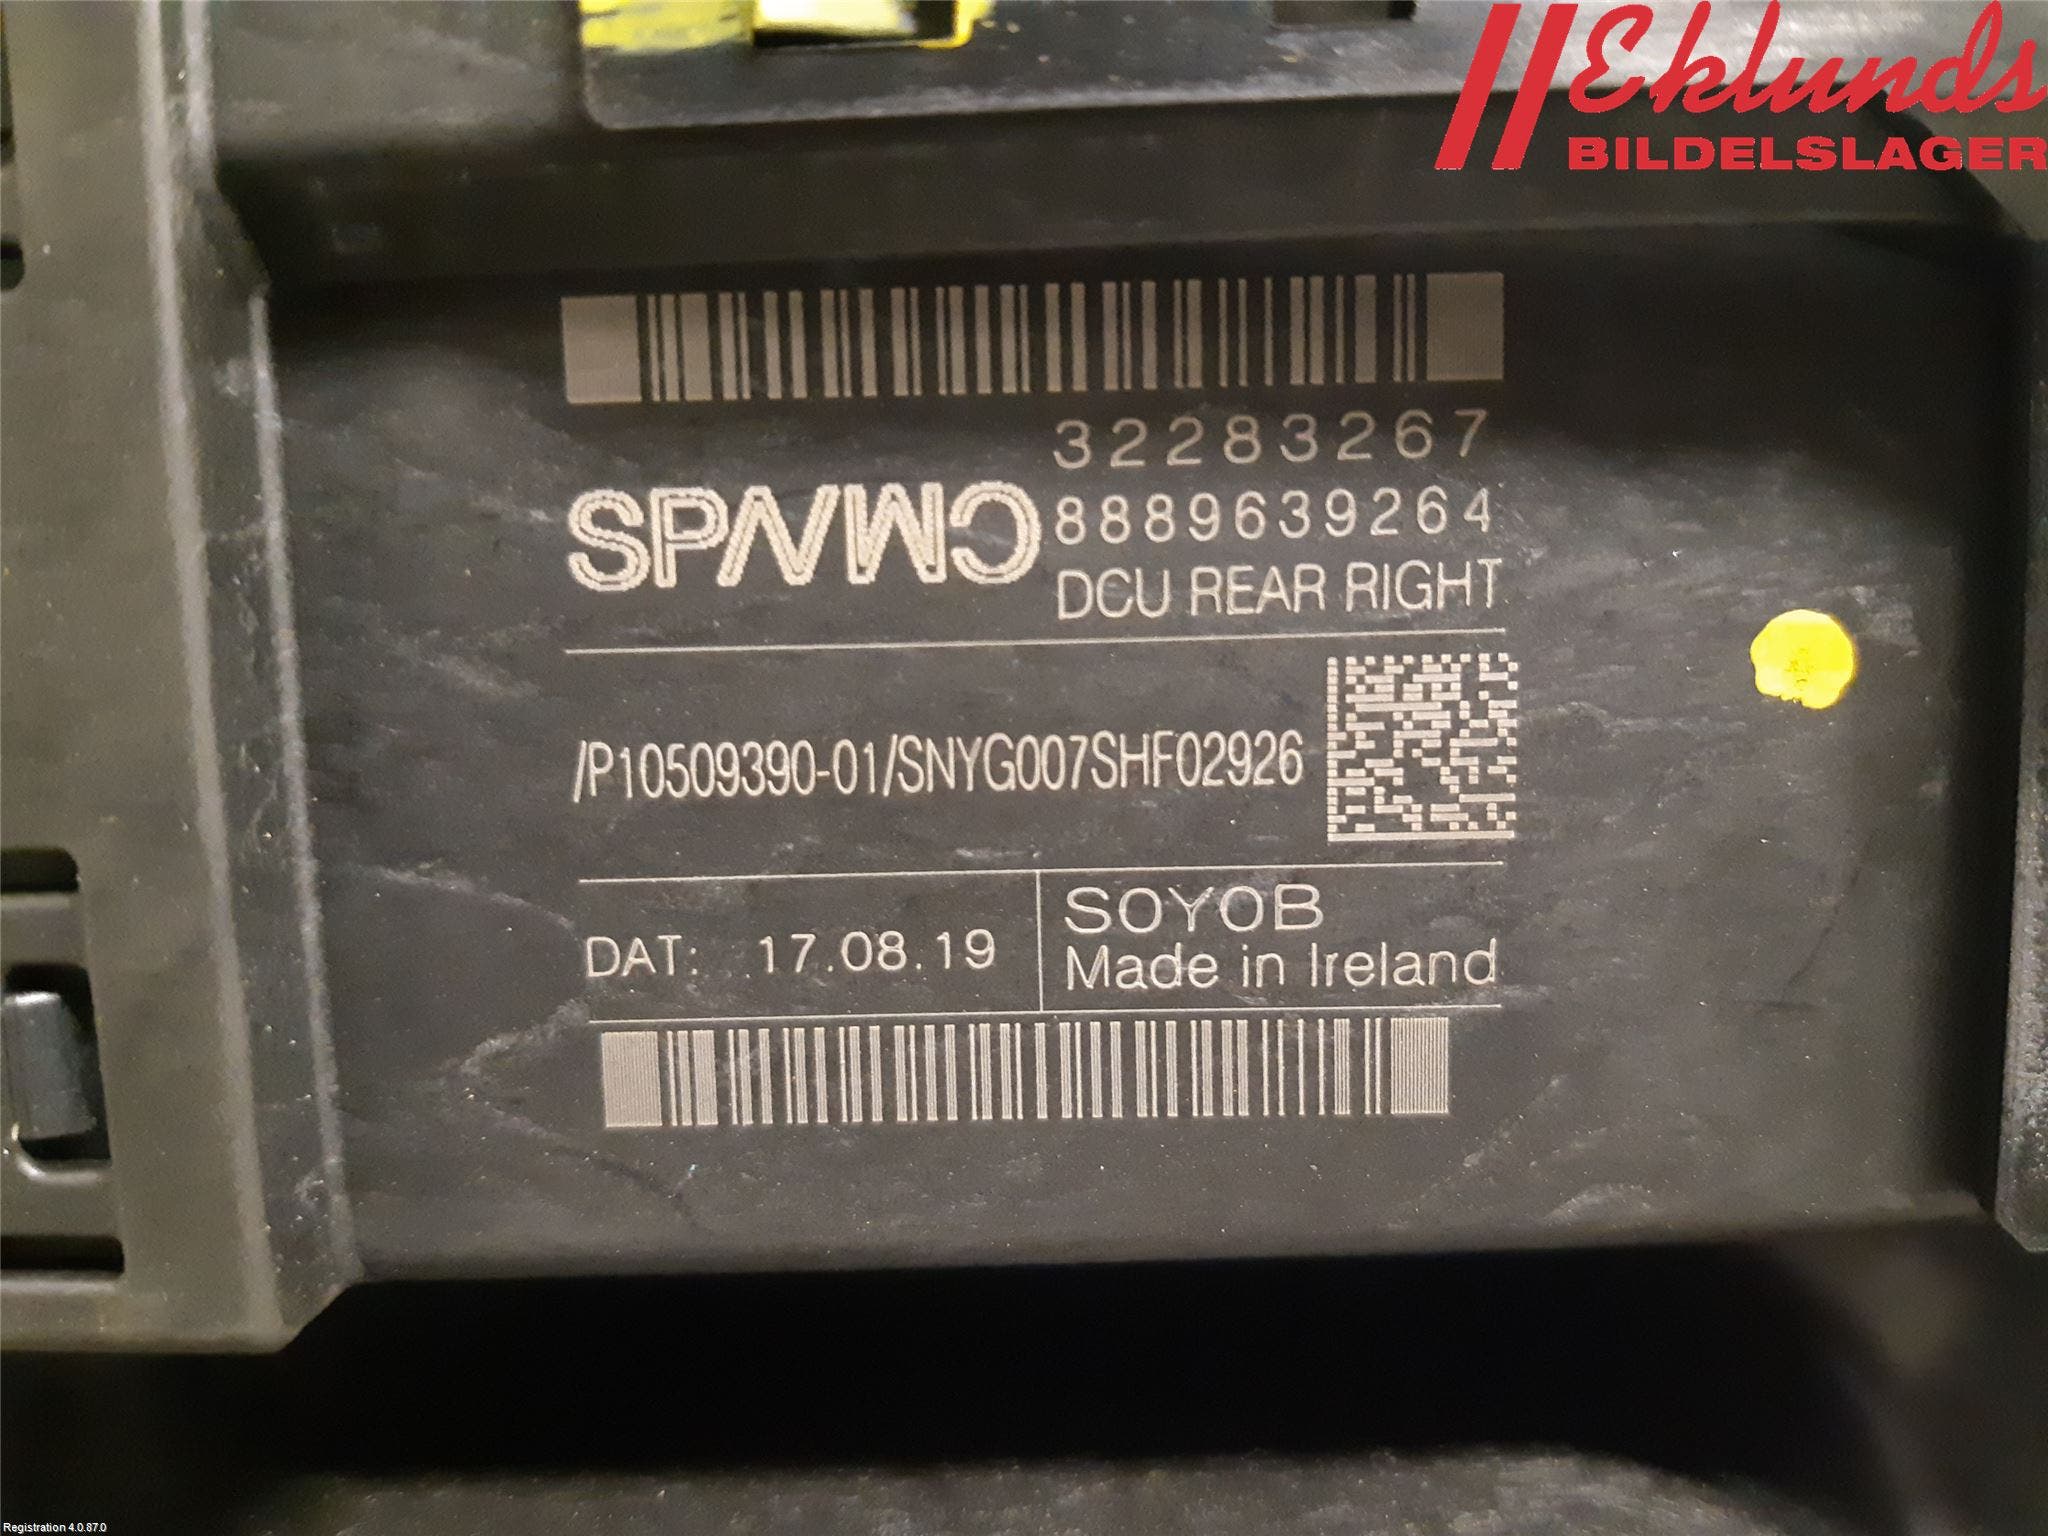 Eklunds
BILDELSLAGER
32283267
8889639264
DCU REAR RIGHT
/P10509390-01/SNYG007SHF02926
DAT: 17.08.19
SOYOB
Made in Ireland
Registration 4.0.87.0